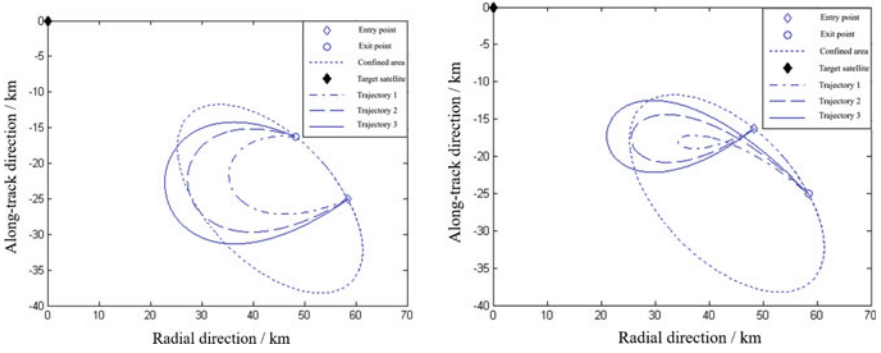 0
-5
-10
-15
-20
-25
-30
-35
-40
0 10 20 30 40 50 60 70
Along-track direction / km
Radial direction / km
Entry point
Exit point
Confined area
Target satellite
Trajectory 1
Trajectory 2
Trajectory 3
0
-5
-10
-15
-20
-25
-30
-35
-40
0 10 20 30 40 50 60 70
Along-track direction / km
Radial direction / km
Entry point
Exit point
Confined area
Target satellite
Trajectory 1
Trajectory 2
Trajectory 3